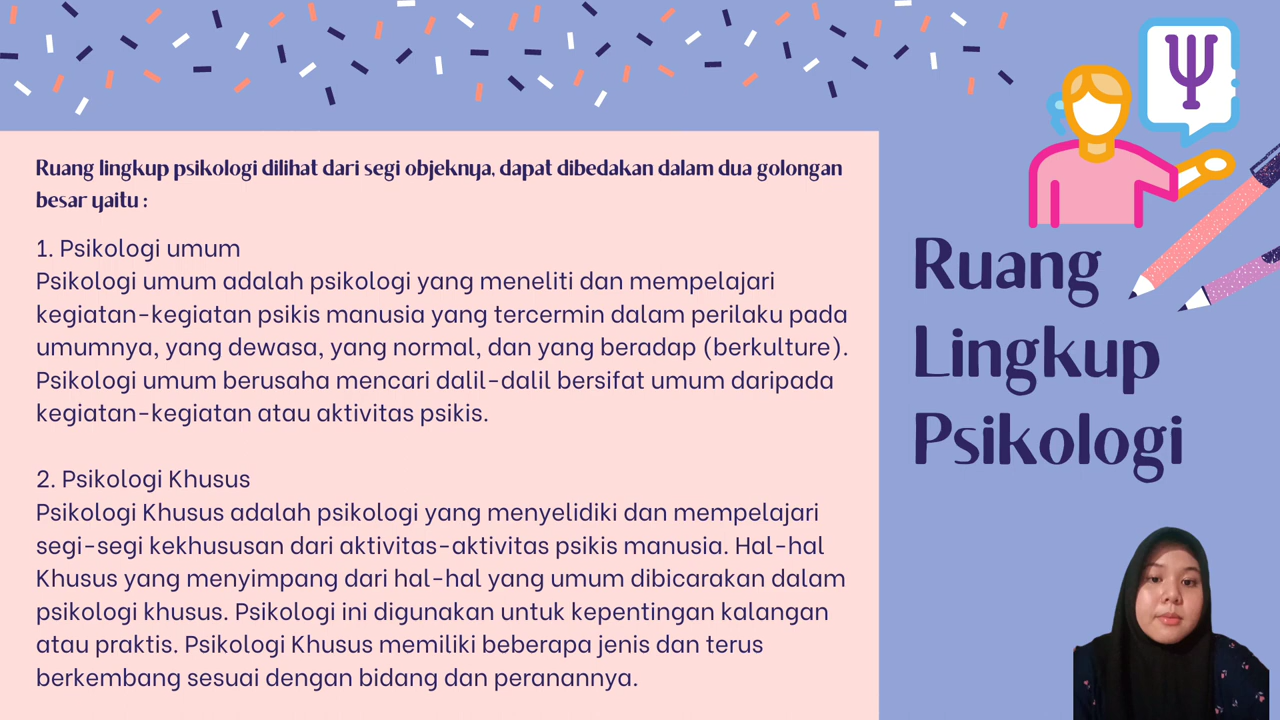 Ruang lingkup psikologi dilihat dari segi objeknya, dapat dibedakan dalam dua golongan
besar yaitu :
1. Psikologi umum
Psikologi umum adalah psikologi yang meneliti dan mempelajari
kegiatan-kegiatan psikis manusia yang tercermin dalam perilaku pada
umumnya, yang dewasa, yang normal, dan yang beradap (berkulture).
Psikologi umum berusaha mencari dalil-dalil bersifat umum daripada
kegiatan-kegiatan atau aktivitas psikis.
2. Psikologi Khusus
Psikologi Khusus adalah psikologi yang menyelidiki dan mempelajari
segi-segi kekhususan dari aktivitas-aktivitas psikis manusia. Hal-hal
Khusus yang menyimpang dari hal-hal yang umum dibicarakan dalam
psikologi khusus. Psikologi ini digunakan untuk kepentingan kalangan
atau praktis. Psikologi Khusus memiliki beberapa jenis dan terus
berkembang sesuai dengan bidang dan peranannya.
Ψ
Ruang
Lingkup
Psikologi